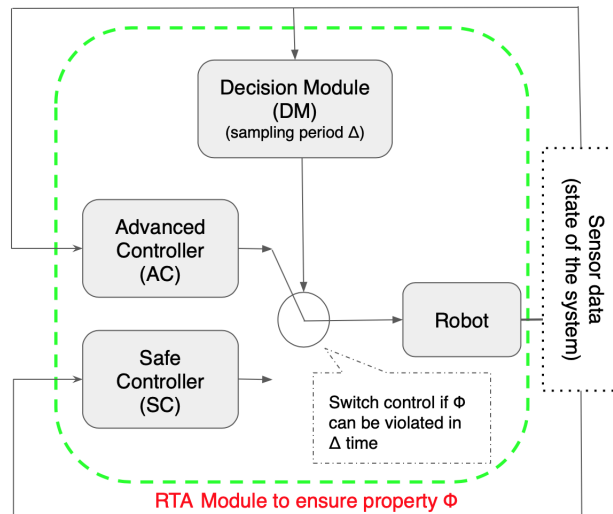 Decision Module
(DM)
(sampling period Δ)
Advanced
Controller
(AC)
Safe
Controller
(SC)
Robot
Sensor data
(state of the system)
Switch control if Φ
can be violated in
Δ time
RTA Module to ensure property Φ